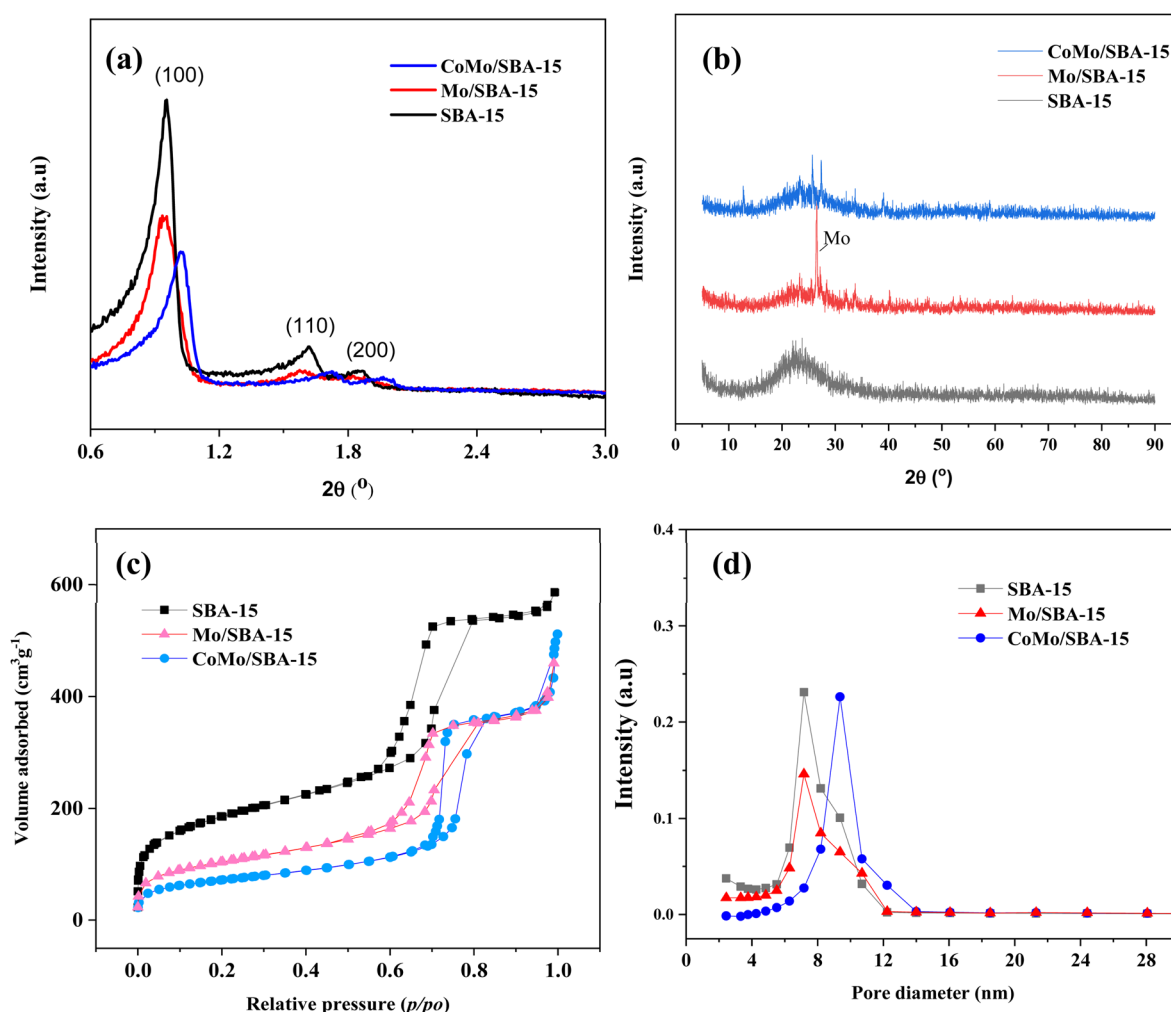 (a)
(100)
CoMo/SBA-15
Mo/SBA-15
SBA-15
(110)
(200)
Intensity (a.u)
0.6 1.2 1.8 2.4 3.0
2θ (o)
(b)
CoMo/SBA-15
Mo/SBA-15
SBA-15
Mo
Intensity (a.u)
0 10 20 30 40 50 60 70 80 90
2θ (o)
(c)
SBA-15
Mo/SBA-15
CoMo/SBA-15
Volume adsorbed (cm3g-1)
600
400
200
0
0.0 0.2 0.4 0.6 0.8 1.0
Relative pressure (p/po)
(d)
SBA-15
Mo/SBA-15
CoMo/SBA-15
Intensity (a.u)
0.4
0.3
0.2
0.1
0.0
0 4 8 12 16 20 24 28
Pore diameter (nm)